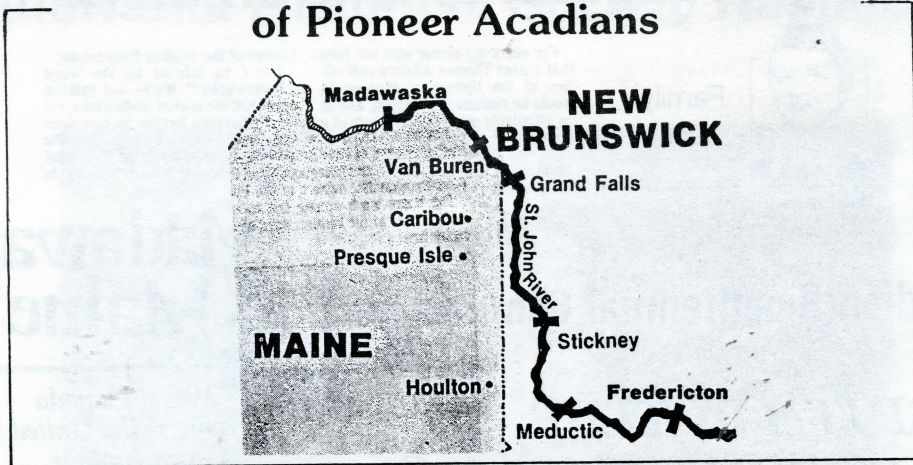 of Pioneer Acadians
Madawaska
NEW
BRUNSWICK
Van Buren
Grand Falls
Caribou
St. John River
Presque Isle
Stickney
MAINE
Houlton
Fredericton
Meductic